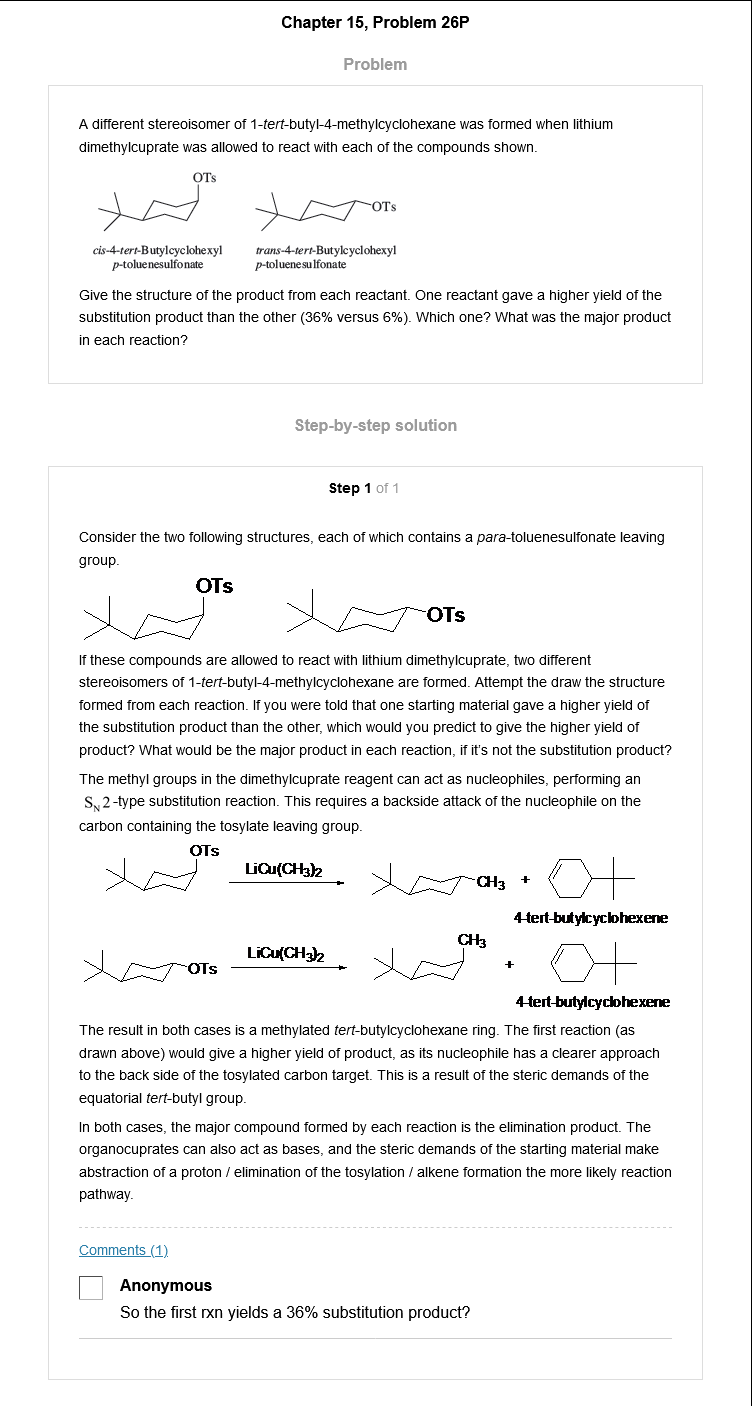 Chapter 15, Problem 26P
Problem
A different stereoisomer of 1-tert-butyl-4-methylcyclohexane was formed when lithium
dimethylcuprate was allowed to react with each of the compounds shown.
OTs
OTs
cis-4-tert-Butylcyclohexyl
p-toluenesulfonate
trans-4-tert-Butylcyclohexyl
p-toluenesulfonate
Give the structure of the product from each reactant. One reactant gave a higher yield of the
substitution product than the other (36% versus 6%). Which one? What was the major product
in each reaction?
Step-by-step solution
Step 1 of 1
Consider the two following structures, each of which contains a para-toluenesulfonate leaving
group.
OTs
OTs
If these compounds are allowed to react with lithium dimethylcuprate, two different
stereoisomers of 1-tert-butyl-4-methylcyclohexane are formed. Attempt the draw the structure
formed from each reaction. If you were told that one starting material gave a higher yield of
the substitution product than the other, which would you predict to give the higher yield of
product? What would be the major product in each reaction, if it's not the substitution product?
The methyl groups in the dimethylcuprate reagent can act as nucleophiles, performing an
SN2-type substitution reaction. This requires a backside attack of the nucleophile on the
carbon containing the tosylate leaving group.
OTs
LiCu(CH3)2
CH3 +
4-tert-butylcyclohexene
OTs
LiCu(CH3)2
CH3
+
4-tert-butylcyclohexene
The result in both cases is a methylated tert-butylcyclohexane ring. The first reaction (as
drawn above) would give a higher yield of product, as its nucleophile has a clearer approach
to the back side of the tosylated carbon target. This is a result of the steric demands of the
equatorial tert-butyl group.
In both cases, the major compound formed by each reaction is the elimination product. The
organocuprates can also act as bases, and the steric demands of the starting material make
abstraction of a proton / elimination of the tosylation / alkene formation the more likely reaction
pathway.
Comments (1)
Anonymous
So the first rxn yields a 36% substitution product?